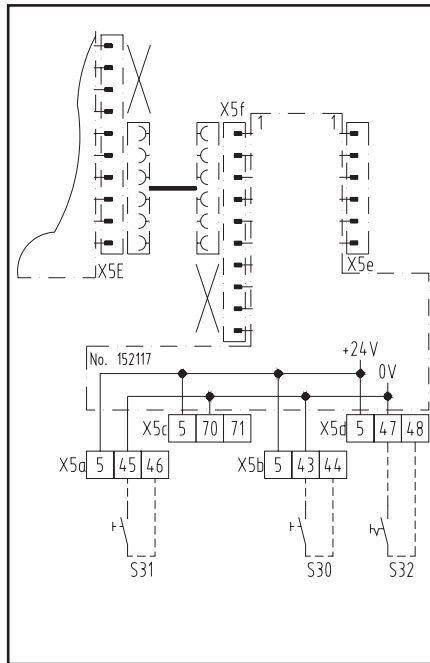 X5f
1 1
X5E X5e
No. 152117
+24V
0V
X5c 5 70 71 X5d 5 47 48
X5a 5 45 46 X5b 5 43 44
S31 S30 S32